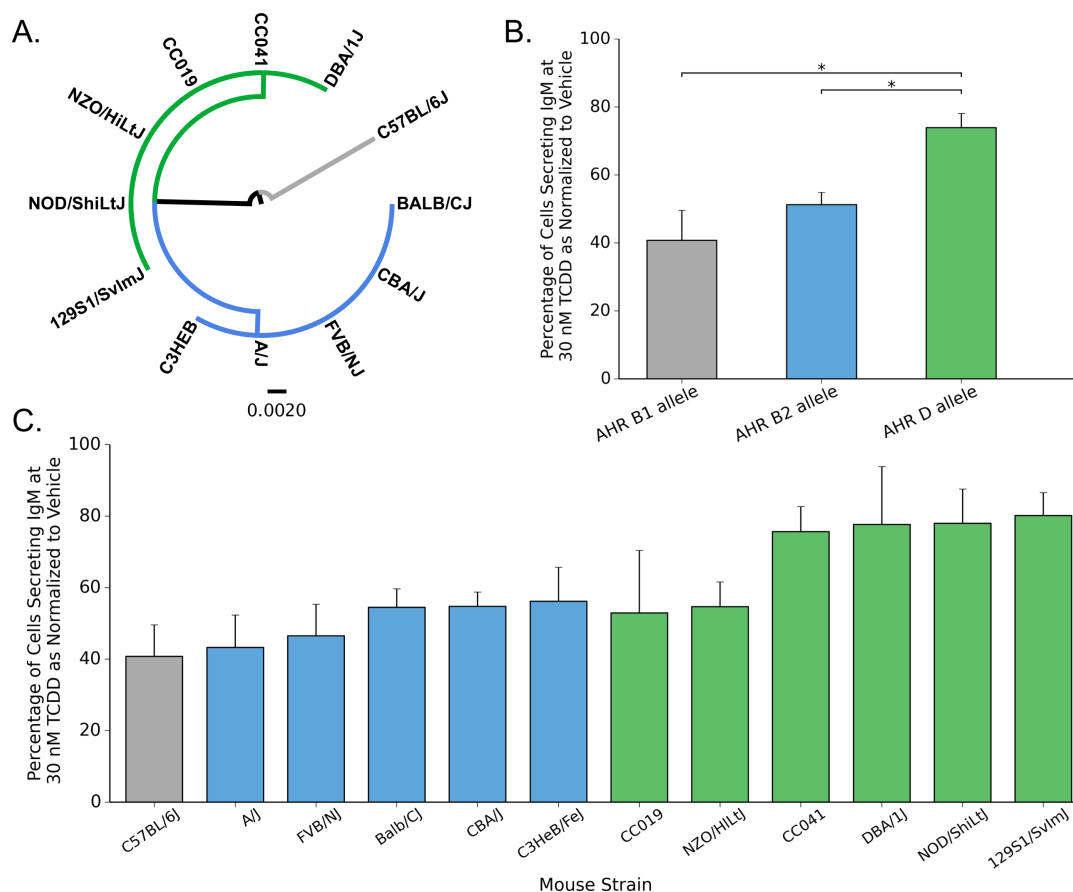 A.
CC041
CC019
DBA/1J
NZO/HiLtJ
C57BL/6J
NOD/ShiLtJ
BALB/CJ
129S1/SvImJ
CBA/J
C3HEB
A/J
FVB/NJ
0.0020
B.
Percentage of Cells Secreting IgM at
30 nM TCDD as Normalized to Vehicle
100
80
60
40
20
0
*
*
AHR B1 allele
AHR B2 allele
AHR D allele
C.
Percentage of Cells Secreting IgM at
30 nM TCDD as Normalized to Vehicle
100
80
60
40
20
0
C57BL/6J
A/J
FVB/NJ
Balb/CJ
CBA/J
C3HeB/FeJ
CC019
NZO/HILtJ
CC041
DBA/1J
NOD/ShiLtJ
129S1/SvImJ
Mouse Strain